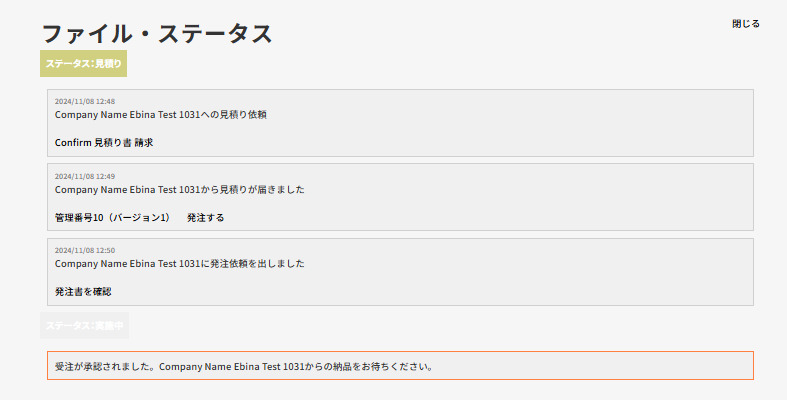 ファイル・ステータス
閉じる
ステータス：見積り
2024/11/08 12:48
Company Name Ebina Test 1031への見積り依頼
Confirm 見積り書 請求
2024/11/08 12:49
Company Name Ebina Test 1031から見積りが届きました
管理番号10（バージョン1） 発注する
2024/11/08 12:50
Company Name Ebina Test 1031に発注依頼を出しました
発注書を確認
ステータス：実施中
受注が承認されました。Company Name Ebina Test 1031からの納品をお待ちください。